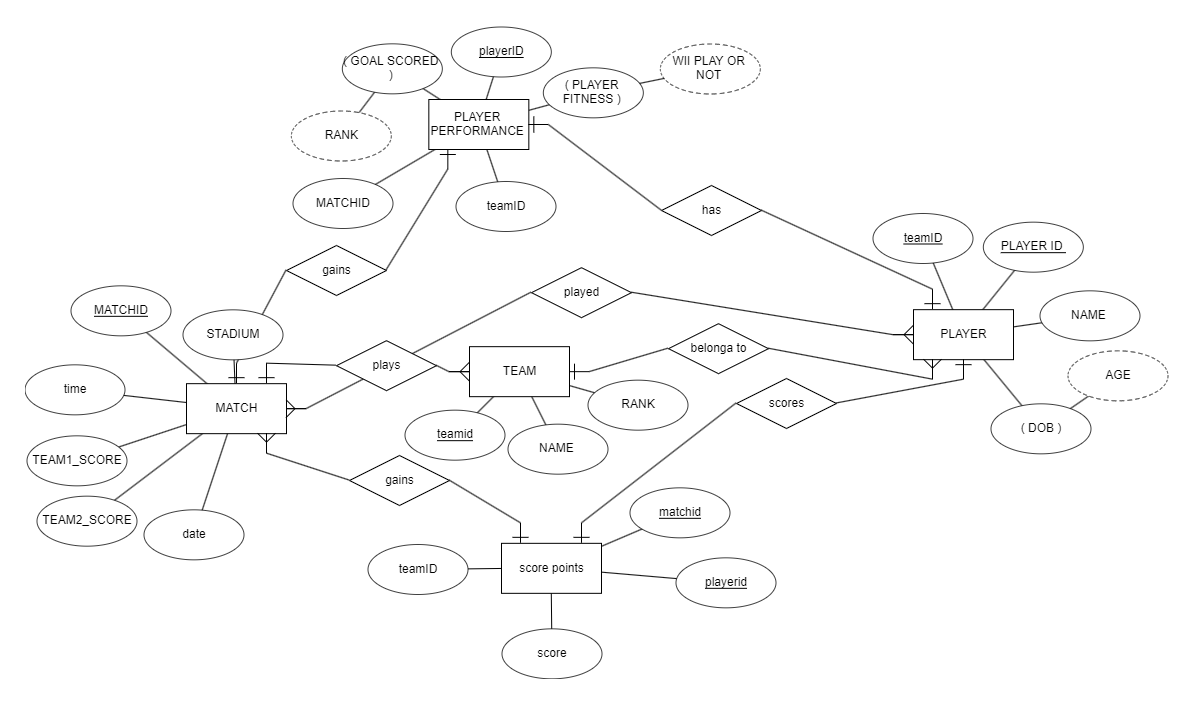 playerID
( GOAL SCORED
)
WII PLAY OR
NOT
( PLAYER
FITNESS )
PLAYER
PERFORMANCE
RANK
MATCHID
teamID
has
teamID
PLAYER ID
gains
played
MATCHID
STADIUM
NAME
PLAYER
belonga to
plays
TEAM
AGE
time
MATCH
RANK
scores
teamid
NAME
( DOB )
TEAM1_SCORE
gains
TEAM2_SCORE
date
matchid
teamID
score points
playerid
score